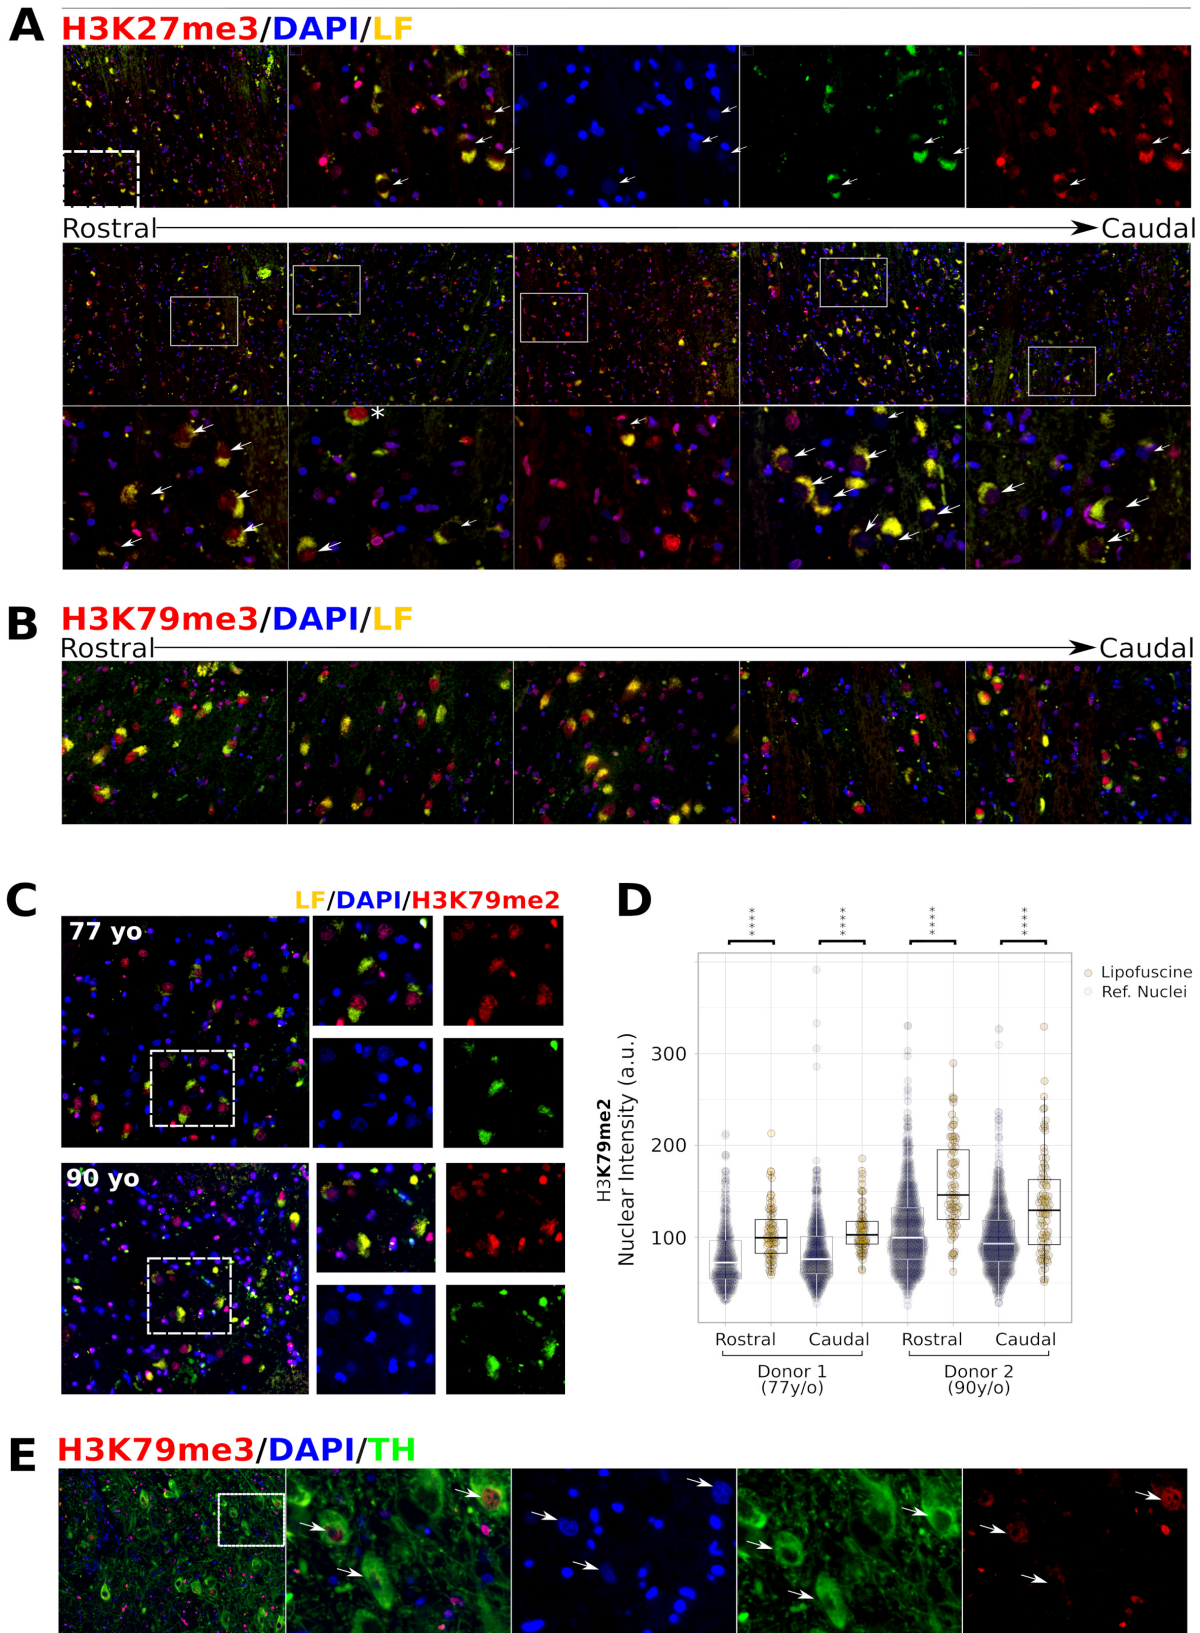 A
H3K27me3/DAPI/LF
Rostral
Caudal
*
B
H3K79me3/DAPI/LF
Rostral
Caudal
C
LF/DAPI/H3K79me2
77 yo
90 yo
D
****
****
****
****
Lipofuscine
Ref. Nuclei
H3K79me2
Nuclear Intensity (a.u.)
300
200
100
Rostral
Caudal
Rostral
Caudal
Donor 1
(77y/o)
Donor 2
(90y/o)
E
H3K79me3/DAPI/TH